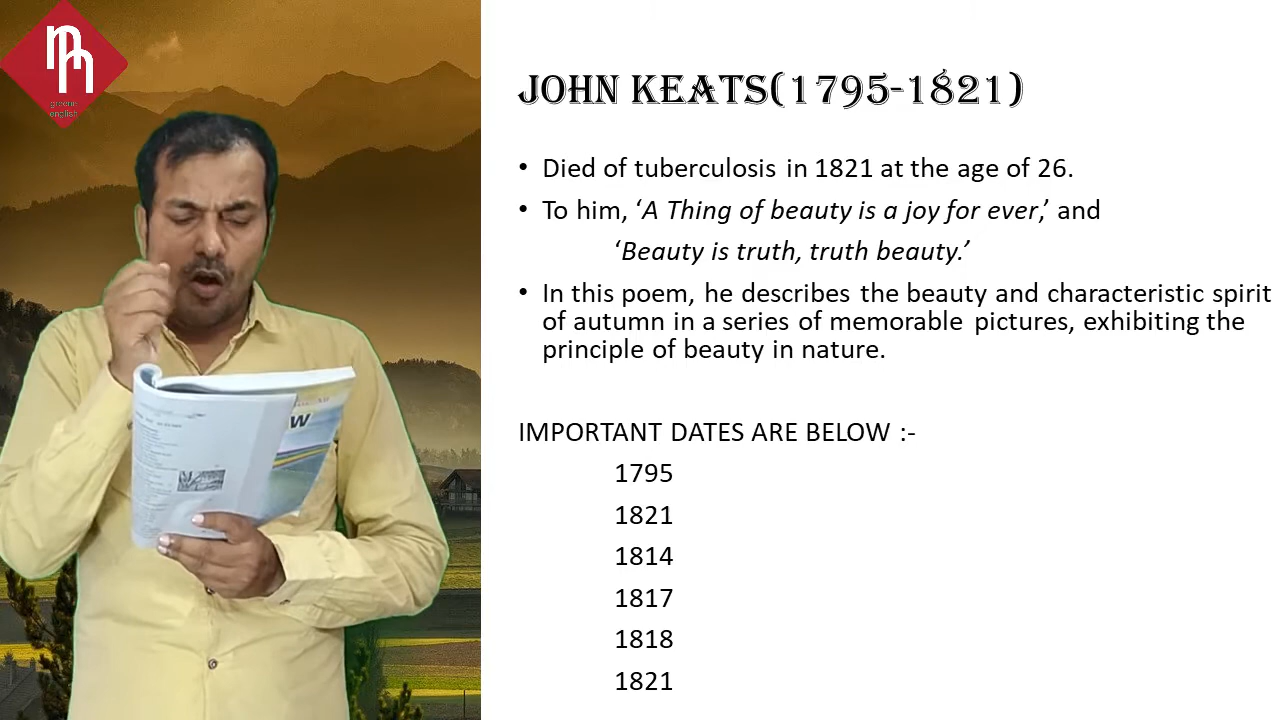 greene
english
JOHN KEATS(1795-1821)
• Died of tuberculosis in 1821 at the age of 26.
• To him, ‘A Thing of beauty is a joy for ever,’ and
‘Beauty is truth, truth beauty.’
• In this poem, he describes the beauty and characteristic spirit
of autumn in a series of memorable pictures, exhibiting the
principle of beauty in nature.
IMPORTANT DATES ARE BELOW :-
1795
1821
1814
1817
1818
1821